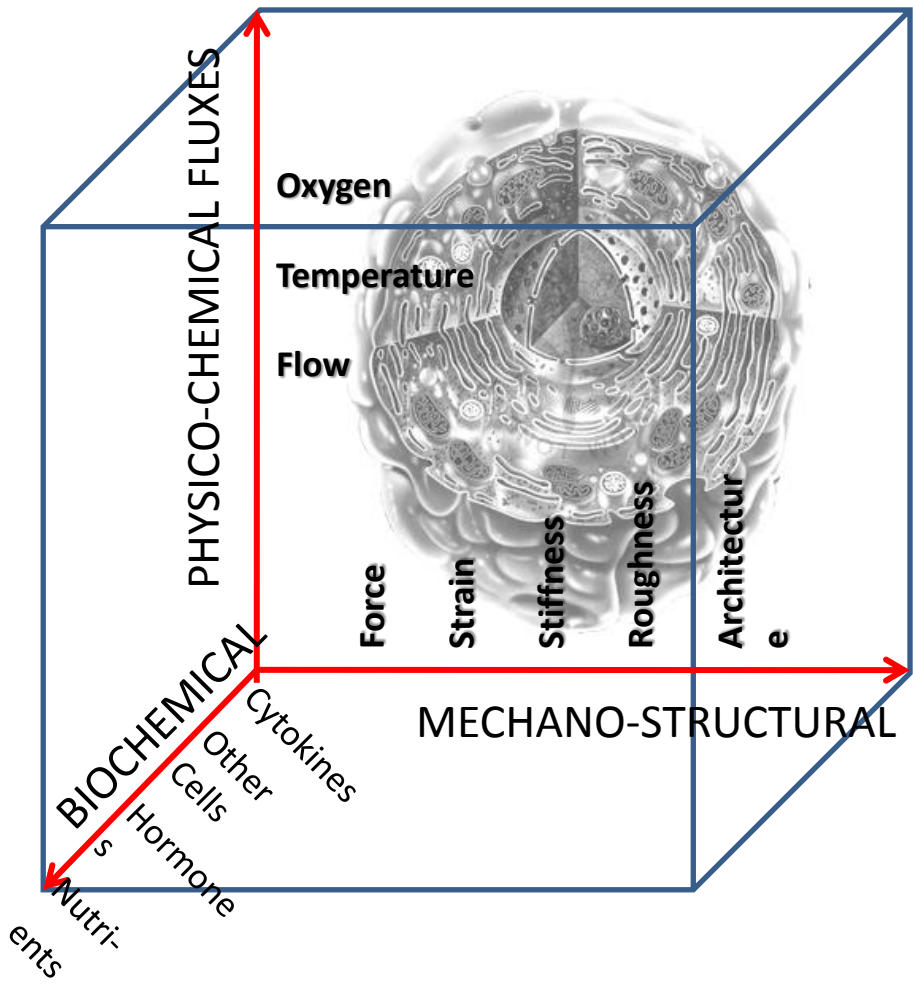 PHYSICO-CHEMICAL FLUXES
Oxygen
Temperature
Flow
Force
Strain
Stiffness
Roughness
Architectur
e
MECHANO-STRUCTURAL
BIOCHEMICAL
Cytokines
Other
Cells
Hormone
s
Nutri-
ents